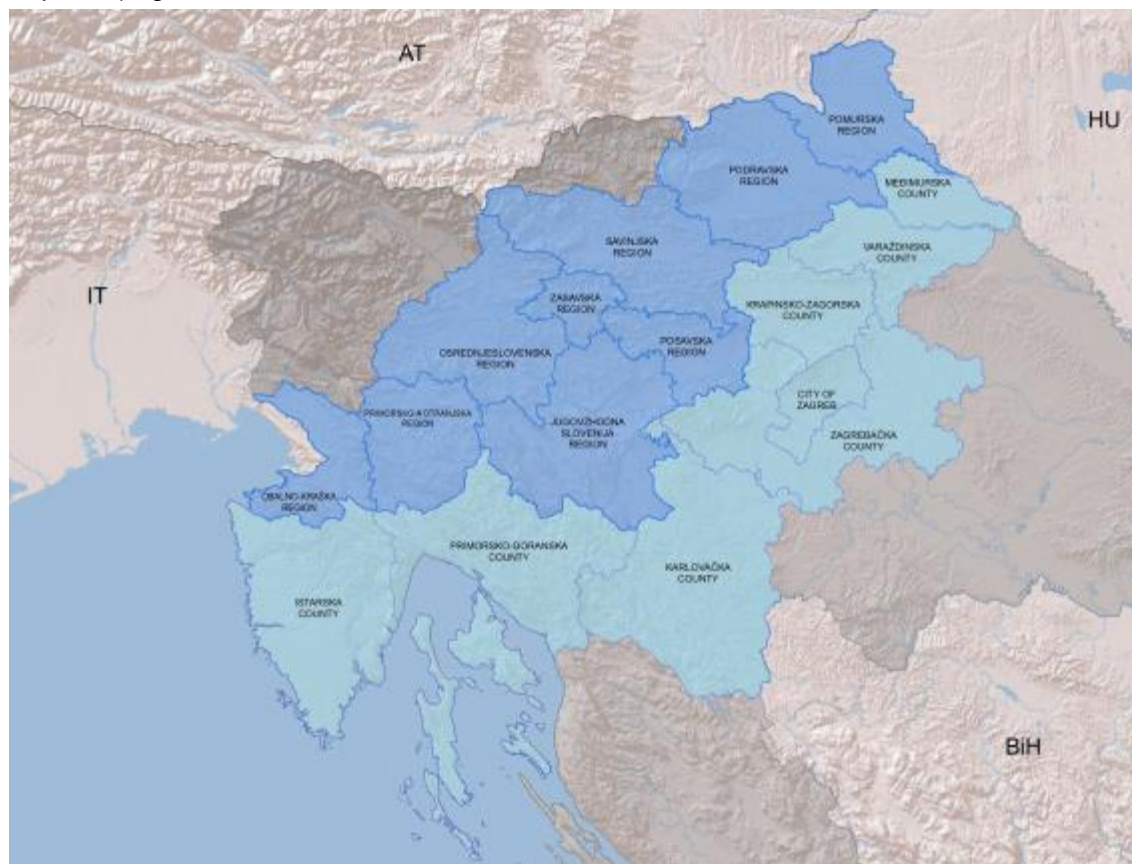 AT
HU
IT
BiH
POMURSKA
REGION
PODRAVSKA
REGION
MEĐIMURSKA
COUNTY
SAVINJSKA
REGION
VARAŽDINSKA
COUNTY
ZASAVSKA
REGION
KRAPINSKO-ZAGORSKA
COUNTY
OSREDNJESLOVENSKA
REGION
POSAVSKA
REGION
CITY OF
ZAGREB
PRIMORSKO-NOTRANJSKA
REGION
JUGOVZHODNA
SLOVENIJA
REGION
ZAGREBAČKA
COUNTY
OBALNO-KRAŠKA
REGION
PRIMORSKO-GORANSKA
COUNTY
KARLOVAČKA
COUNTY
ISTARSKA
COUNTY